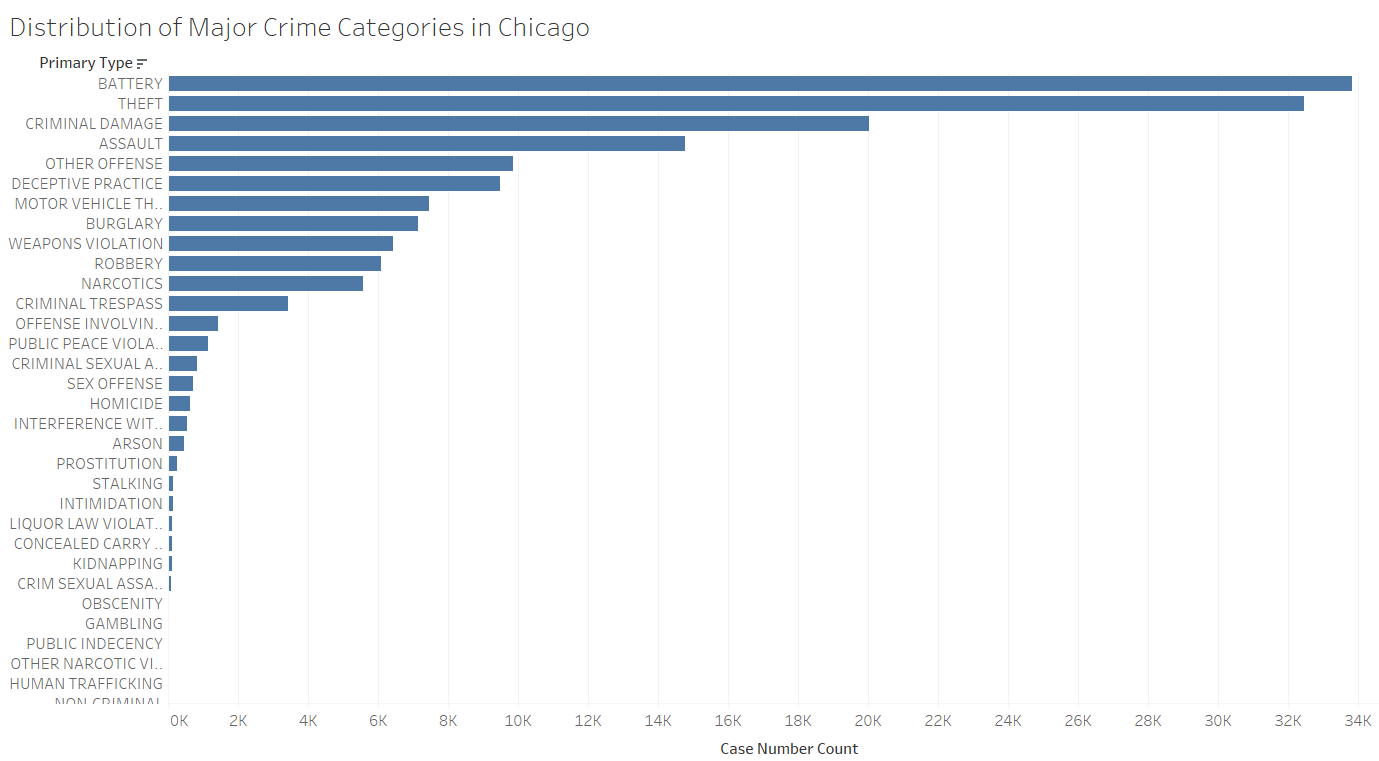 Distribution of Major Crime Categories in Chicago
Primary Type
BATTERY
THEFT
CRIMINAL DAMAGE
ASSAULT
OTHER OFFENSE
DECEPTIVE PRACTICE
MOTOR VEHICLE TH..
BURGLARY
WEAPONS VIOLATION
ROBBERY
NARCOTICS
CRIMINAL TRESPASS
OFFENSE INVOLVIN..
PUBLIC PEACE VIOLA..
CRIMINAL SEXUAL A..
SEX OFFENSE
HOMICIDE
INTERFERENCE WIT..
ARSON
PROSTITUTION
STALKING
INTIMIDATION
LIQUOR LAW VIOLAT..
CONCEALED CARRY ..
KIDNAPPING
CRIM SEXUAL ASSA..
OBSCENITY
GAMBLING
PUBLIC INDECENCY
OTHER NARCOTIC VI..
HUMAN TRAFFICKING
NON-CRIMINAL
0K 2K 4K 6K 8K 10K 12K 14K 16K 18K 20K 22K 24K 26K 28K 30K 32K 34K
Case Number Count